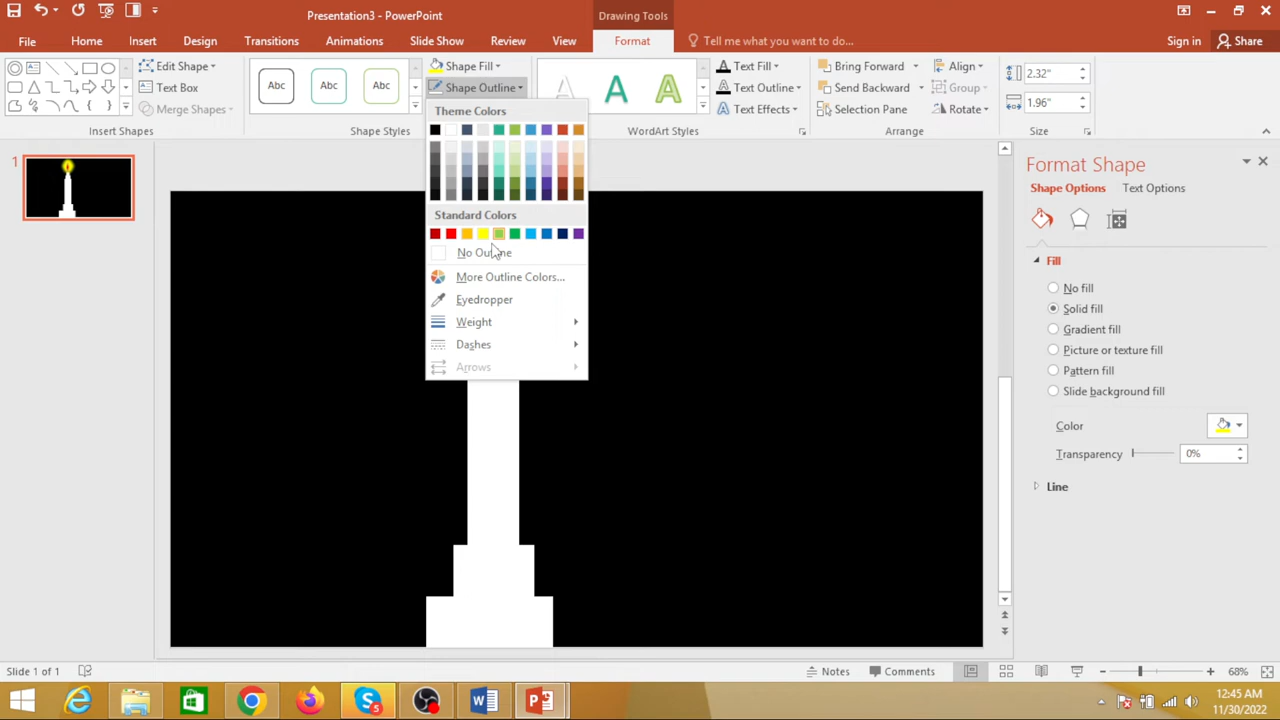 Presentation3 - PowerPoint
Drawing Tools
File Home Insert Design Transitions Animations Slide Show Review View Format Tell me what you want to do... Sign in Share
Edit Shape
Text Box
Merge Shapes
Insert Shapes
Abc Abc Abc
Shape Styles
Shape Fill
Shape Outline
Theme Colors
Standard Colors
No Outline
More Outline Colors...
Eyedropper
Weight
Dashes
Arrows
A A A
Text Fill
Text Outline
Text Effects
WordArt Styles
Bring Forward
Send Backward
Selection Pane
Align
Group
Rotate
Arrange
2.32"
1.96"
Size
1
Format Shape
Shape Options Text Options
Fill
No fill
Solid fill
Gradient fill
Picture or texture fill
Pattern fill
Slide background fill
Color
Transparency 0%
Line
Slide 1 of 1
Notes Comments 68%
12:45 AM
11/30/2022